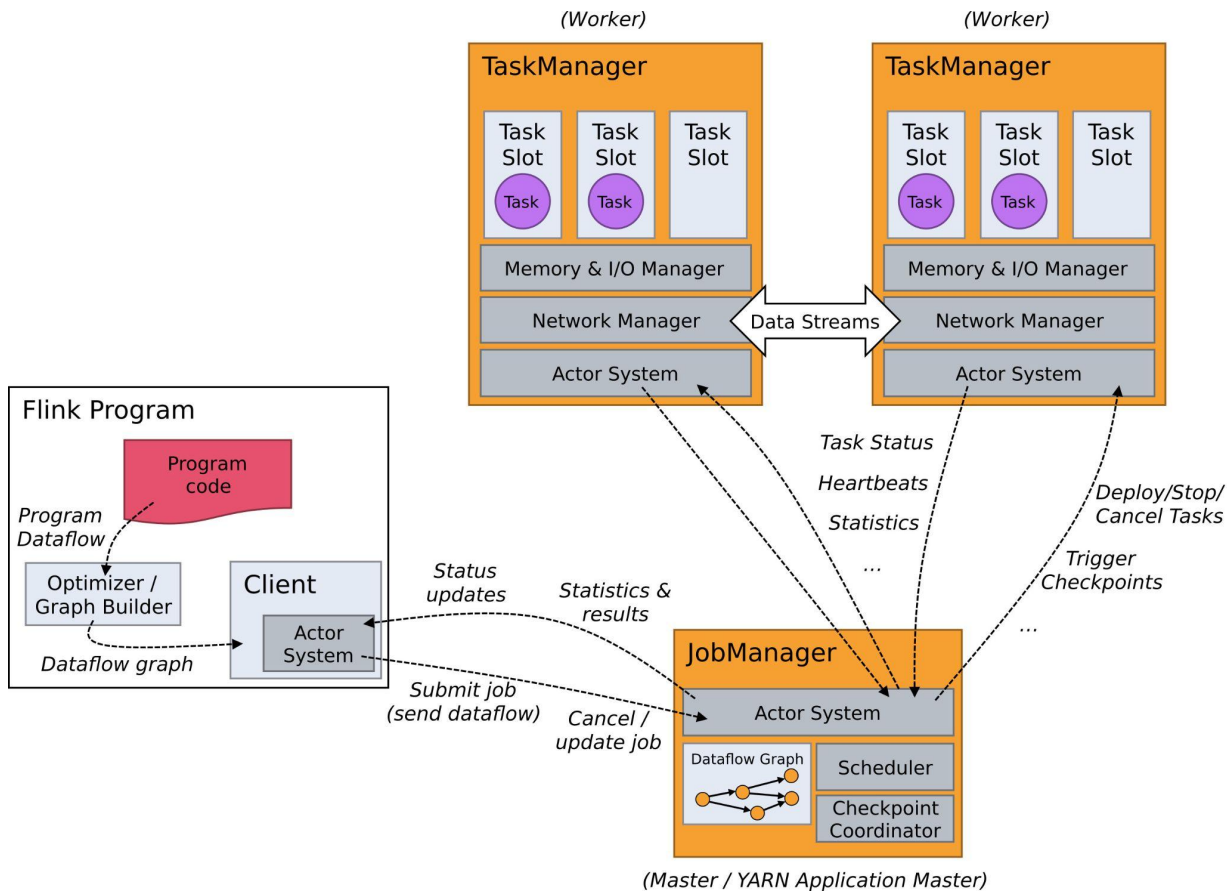 (Worker)
(Worker)
TaskManager
Task
Slot
Task
Task
Slot
Task
Task
Slot
Memory & I/O Manager
Network Manager
Actor System
Data Streams
TaskManager
Task
Slot
Task
Task
Slot
Task
Task
Slot
Memory & I/O Manager
Network Manager
Actor System
Flink Program
Program
code
Program
Dataflow
Optimizer /
Graph Builder
Dataflow graph
Client
Actor
System
Status
updates
Statistics &
results
Submit job
(send dataflow)
Cancel /
update job
Task Status
Heartbeats
Statistics
...
Deploy/Stop/
Cancel Tasks
Trigger
Checkpoints
...
JobManager
Actor System
Dataflow Graph
Scheduler
Checkpoint
Coordinator
(Master / YARN Application Master)